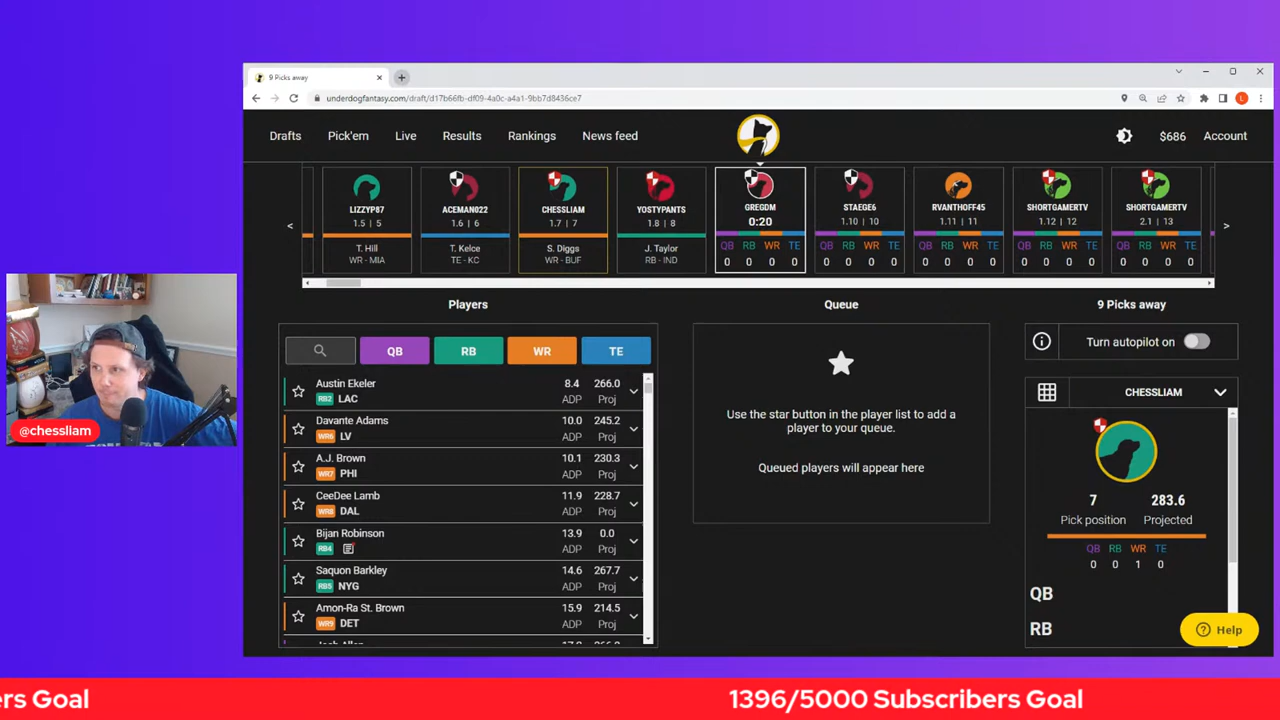 9 Picks away
underdogfantasy.com/draft/d17b66fb-df09-4a0c-a4a1-9bb7d8436ce7
L
Drafts Pick'em Live Results Rankings News feed $686 Account
LIZZYP87 ACEMAN022 CHESSLIAM YOSTYPANTS GREGDM STAEGE6 RVANTHOFF45 SHORTGAMERTV SHORTGAMERTV
1.5 | 5 1.6 | 6 1.7 | 7 1.8 | 8 0:20 1.10 | 10 1.11 | 11 1.12 | 12 2.1 | 13
T. Hill T. Kelce S. Diggs J. Taylor QB RB WR TE QB RB WR TE QB RB WR TE QB RB WR TE QB RB WR TE
WR - MIA TE - KC WR - BUF RB - IND 0 0 0 0 0 0 0 0 0 0 0 0 0 0 0 0 0 0 0 0
Players Queue 9 Picks away
QB RB WR TE
Turn autopilot on
Austin Ekeler 8.4 266.0
RB2 LAC ADP Proj
Davante Adams 10.0 245.2
WR6 LV ADP Proj
A.J. Brown 10.1 230.3
WR7 PHI ADP Proj
CeeDee Lamb 11.9 228.7
WR8 DAL ADP Proj
Bijan Robinson 13.9 0.0
RB4 ADP Proj
Saquon Barkley 14.6 267.7
RB5 NYG ADP Proj
Amon-Ra St. Brown 15.9 214.5
WR9 DET ADP Proj
Use the star button in the player list to add a
player to your queue.
Queued players will appear here
CHESSLIAM
7 283.6
Pick position Projected
QB RB WR TE
0 0 1 0
QB
RB
Help
@chessliam
ers Goal 1396/5000 Subscribers Goal